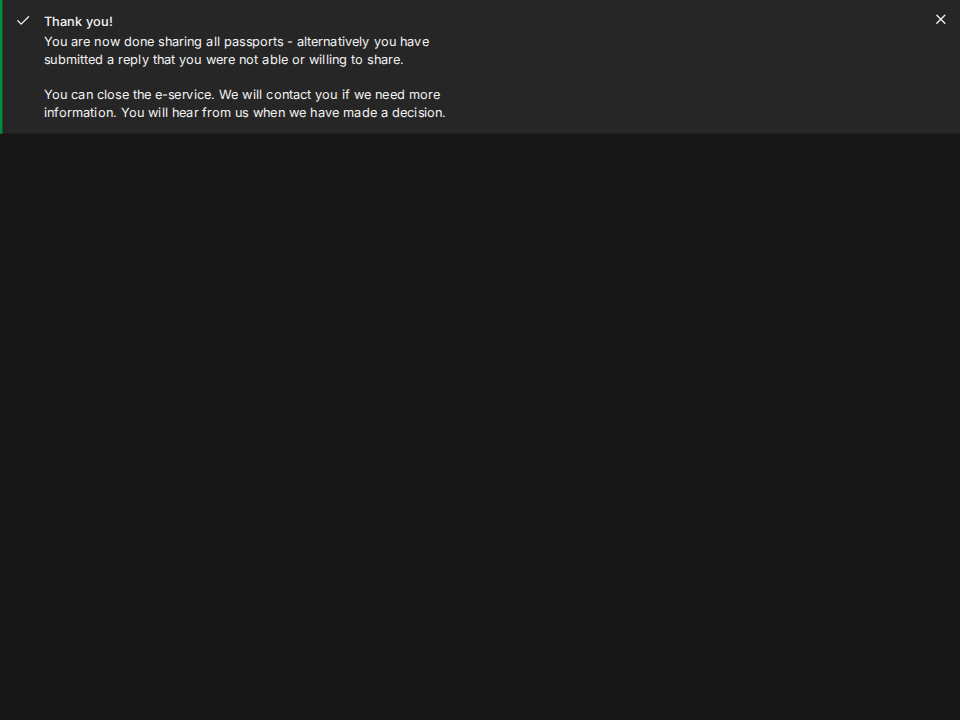 Thank you!
You are now done sharing all passports - alternatively you have
submitted a reply that you were not able or willing to share.
You can close the e-service. We will contact you if we need more
information. You will hear from us when we have made a decision.